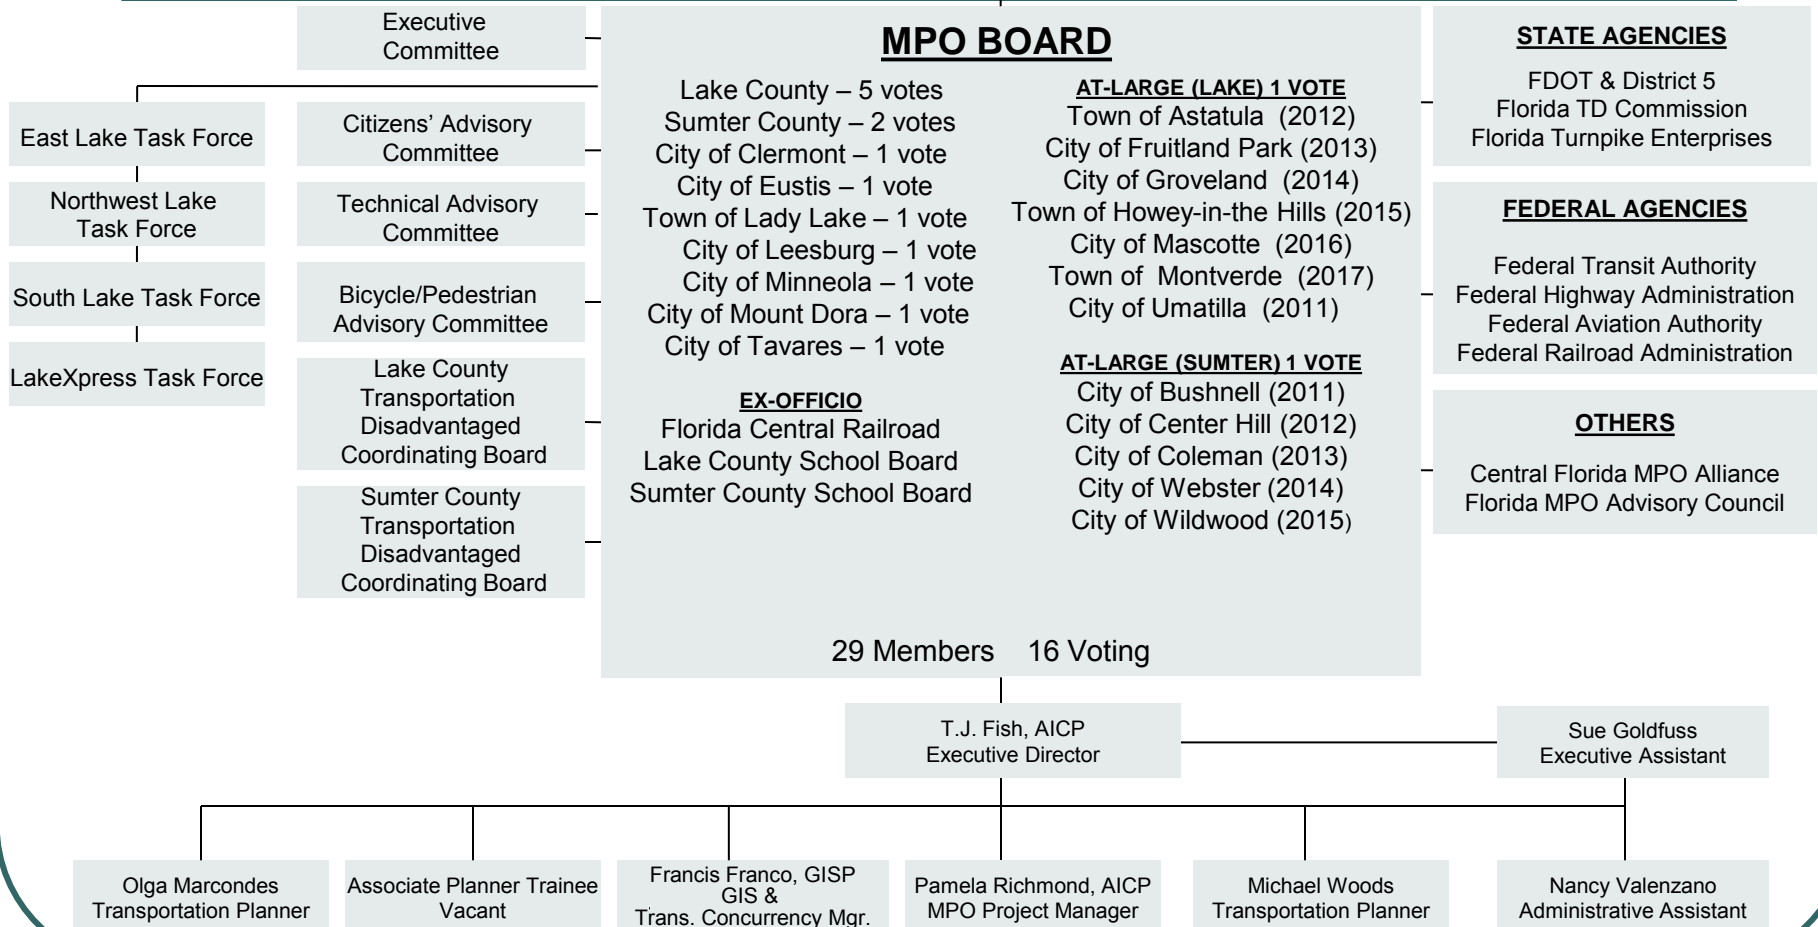 Executive
Committee
East Lake Task Force
Northwest Lake
Task Force
South Lake Task Force
LakeXpress Task Force
Citizens’ Advisory
Committee
Technical Advisory
Committee
Bicycle/Pedestrian
Advisory Committee
Lake County
Transportation
Disadvantaged
Coordinating Board
Sumter County
Transportation
Disadvantaged
Coordinating Board
MPO BOARD
Lake County – 5 votes
Sumter County – 2 votes
City of Clermont – 1 vote
City of Eustis – 1 vote
Town of Lady Lake – 1 vote
City of Leesburg – 1 vote
City of Minneola – 1 vote
City of Mount Dora – 1 vote
City of Tavares – 1 vote
EX-OFFICIO
Florida Central Railroad
Lake County School Board
Sumter County School Board
AT-LARGE (LAKE) 1 VOTE
Town of Astatula (2012)
City of Fruitland Park (2013)
City of Groveland (2014)
Town of Howey-in-the Hills (2015)
City of Mascotte (2016)
Town of Montverde (2017)
City of Umatilla (2011)
AT-LARGE (SUMTER) 1 VOTE
City of Bushnell (2011)
City of Center Hill (2012)
City of Coleman (2013)
City of Webster (2014)
City of Wildwood (2015)
29 Members 16 Voting
STATE AGENCIES
FDOT & District 5
Florida TD Commission
Florida Turnpike Enterprises
FEDERAL AGENCIES
Federal Transit Authority
Federal Highway Administration
Federal Aviation Authority
Federal Railroad Administration
OTHERS
Central Florida MPO Alliance
Florida MPO Advisory Council
T.J. Fish, AICP
Executive Director
Sue Goldfuss
Executive Assistant
Olga Marcondes
Transportation Planner
Associate Planner Trainee
Vacant
Francis Franco, GISP
GIS &
Trans. Concurrency Mgr.
Pamela Richmond, AICP
MPO Project Manager
Michael Woods
Transportation Planner
Nancy Valenzano
Administrative Assistant